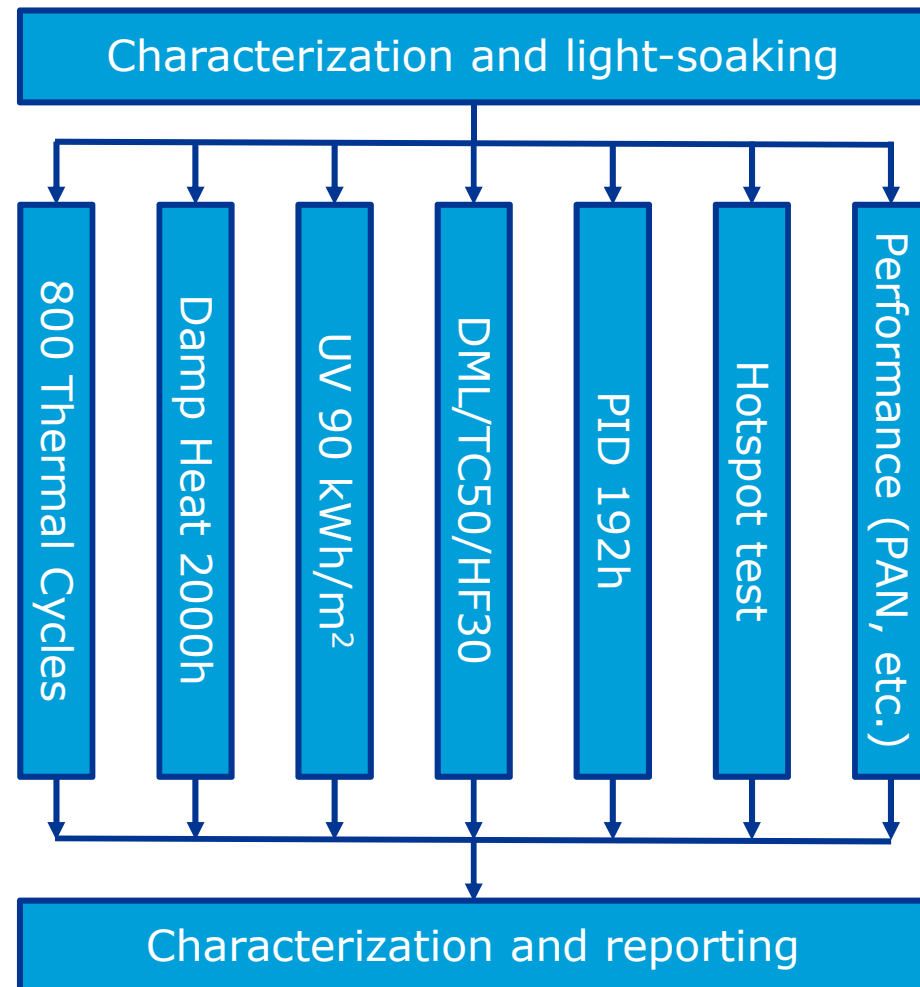 Characterization and light-soaking
800 Thermal Cycles
Damp Heat 2000h
UV 90 kWh/m²
DML/TC50/HF30
PID 192h
Hotspot test
Performance (PAN, etc.)
Characterization and reporting